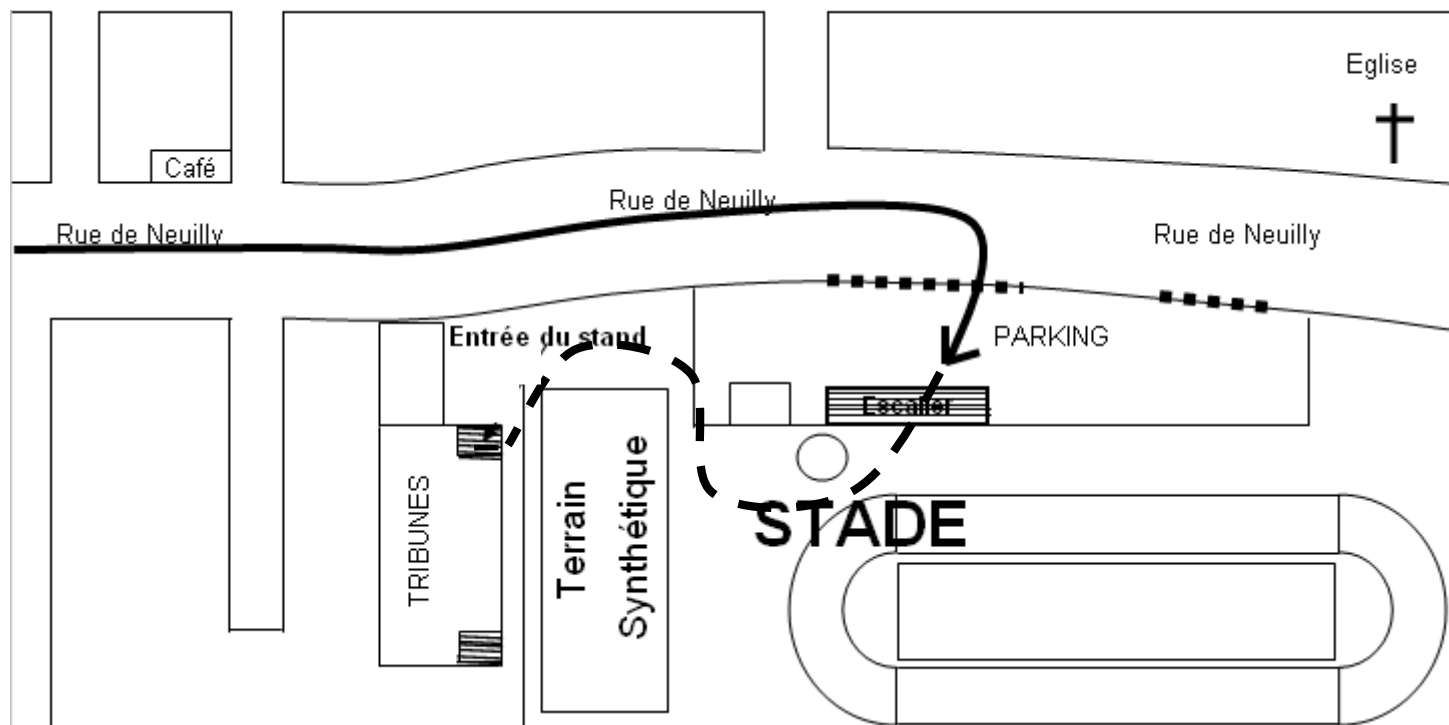 Eglise
Café
Rue de Neuilly
Rue de Neuilly
Rue de Neuilly
Entrée du stand
PARKING
Escalier
TRIBUNES
Terrain
Synthétique
STADE